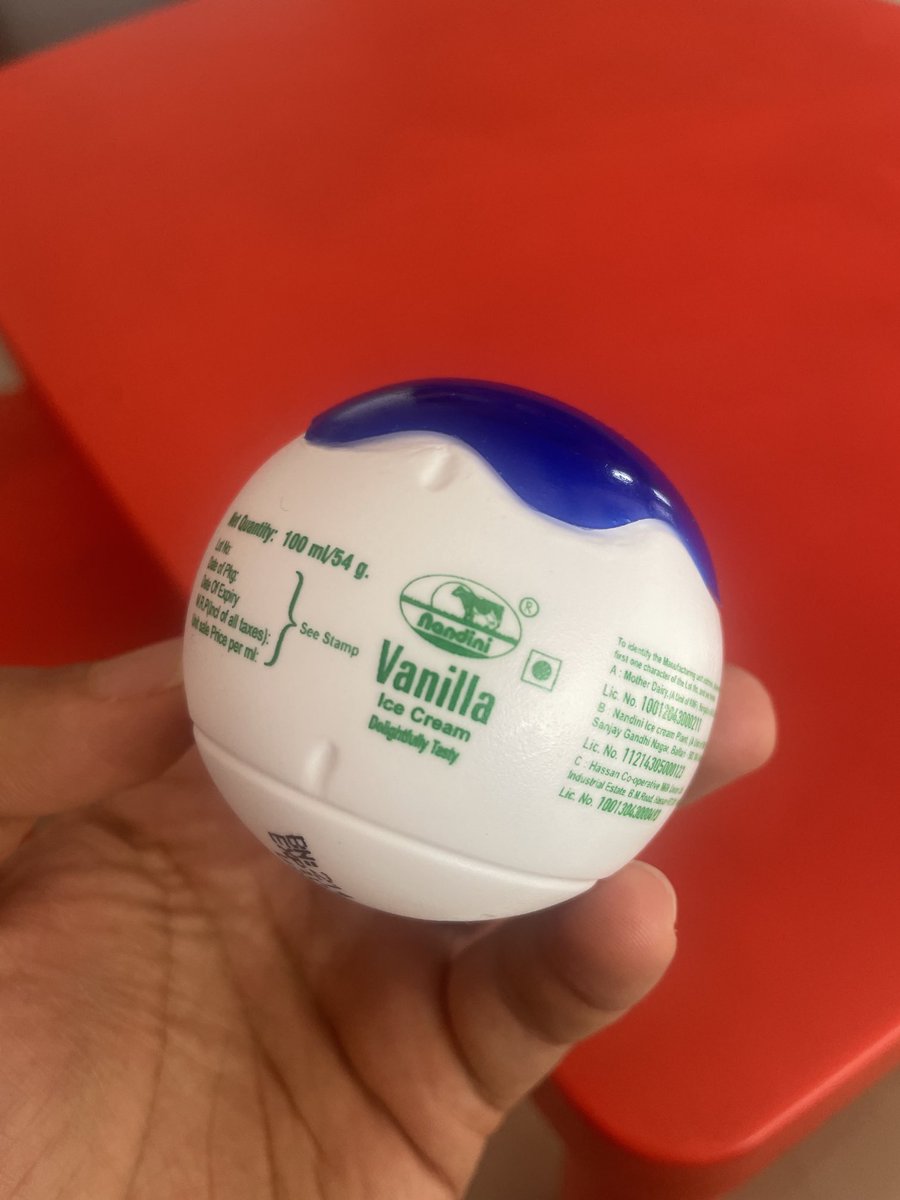 Net Quantity: 100 ml/54 g.
Lot No:
Date of Pkg:
Date Of Expiry
M.R.P(incl of all taxes);
Unit sale Price per ml:
See Stamp
Nandini
®
Vanilla
Ice Cream
Delightfully Tasty
To identify the Manufacturing unit
first one character of the Lot No.
A : Mother Dairy,
Lic. No. 10012043000211
B : Nandini Ice cream Plant,
Sanjay Gandhi Nagar,
Lic. No. 11214305000123
C : Hassan Co-operative Milk
Industrial Estate B.M.Road,
Lic. No.